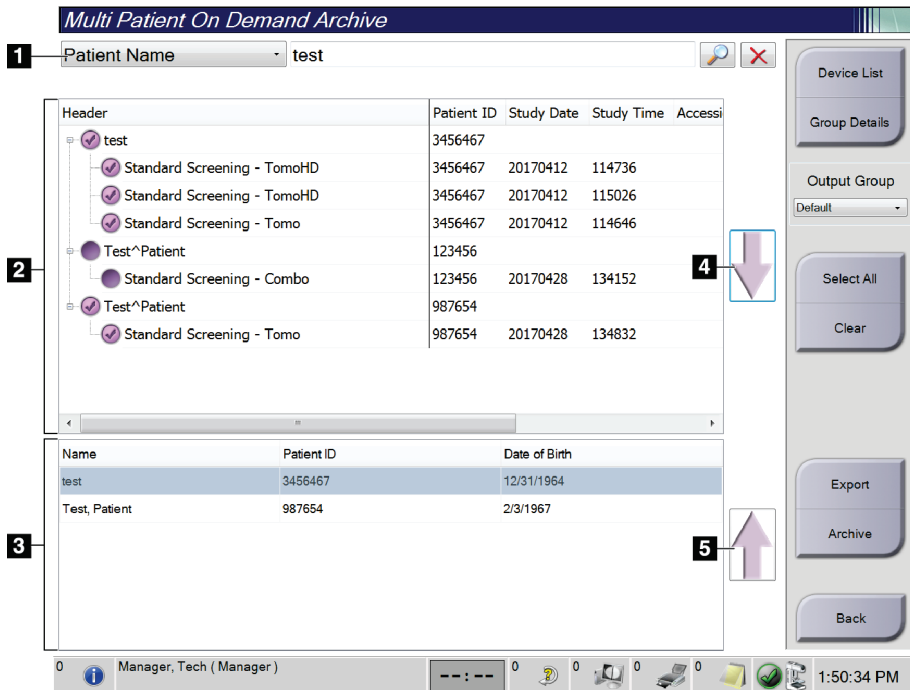 Multi Patient On Demand Archive
1 Patient Name test
Device List
Group Details
Output Group
Default
Select All
Clear
Export
Archive
Back
2
Header Patient ID Study Date Study Time Accessi
test 3456467
Standard Screening - TomoHD 3456467 20170412 114736
Standard Screening - TomoHD 3456467 20170412 115026
Standard Screening - Tomo 3456467 20170412 114646
Test^Patient 123456
Standard Screening - Combo 123456 20170428 134152
Test^Patient 987654
Standard Screening - Tomo 987654 20170428 134832
4
3
Name Patient ID Date of Birth
test 3456467 12/31/1964
Test, Patient 987654 2/3/1967
5
0 Manager, Tech ( Manager ) --:-- 0 0 0 0 1:50:34 PM